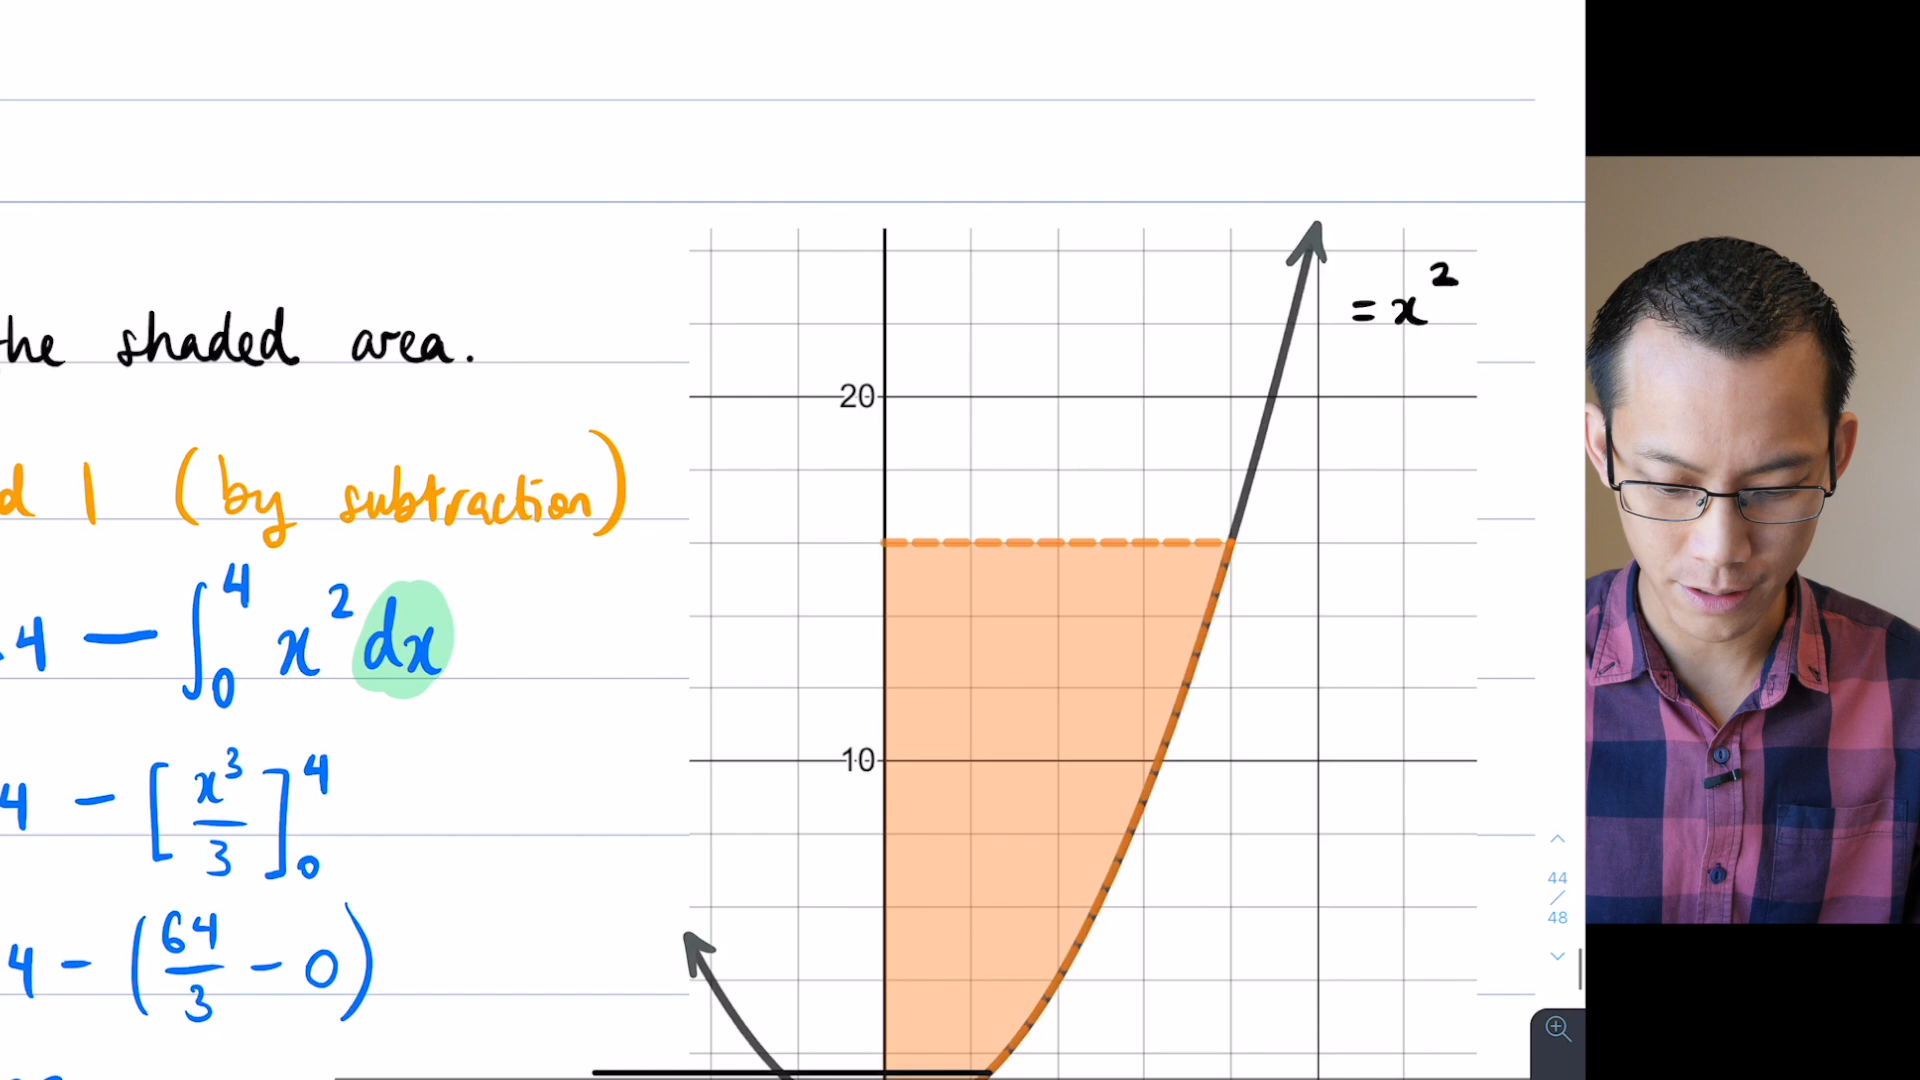 he shaded area.
d 1 (by subtraction)
.4 — ∫₀⁴ x² dx
4 - [x³/3]₀⁴
4 - (64/3 - 0)
= x²
20
10
44
/
48